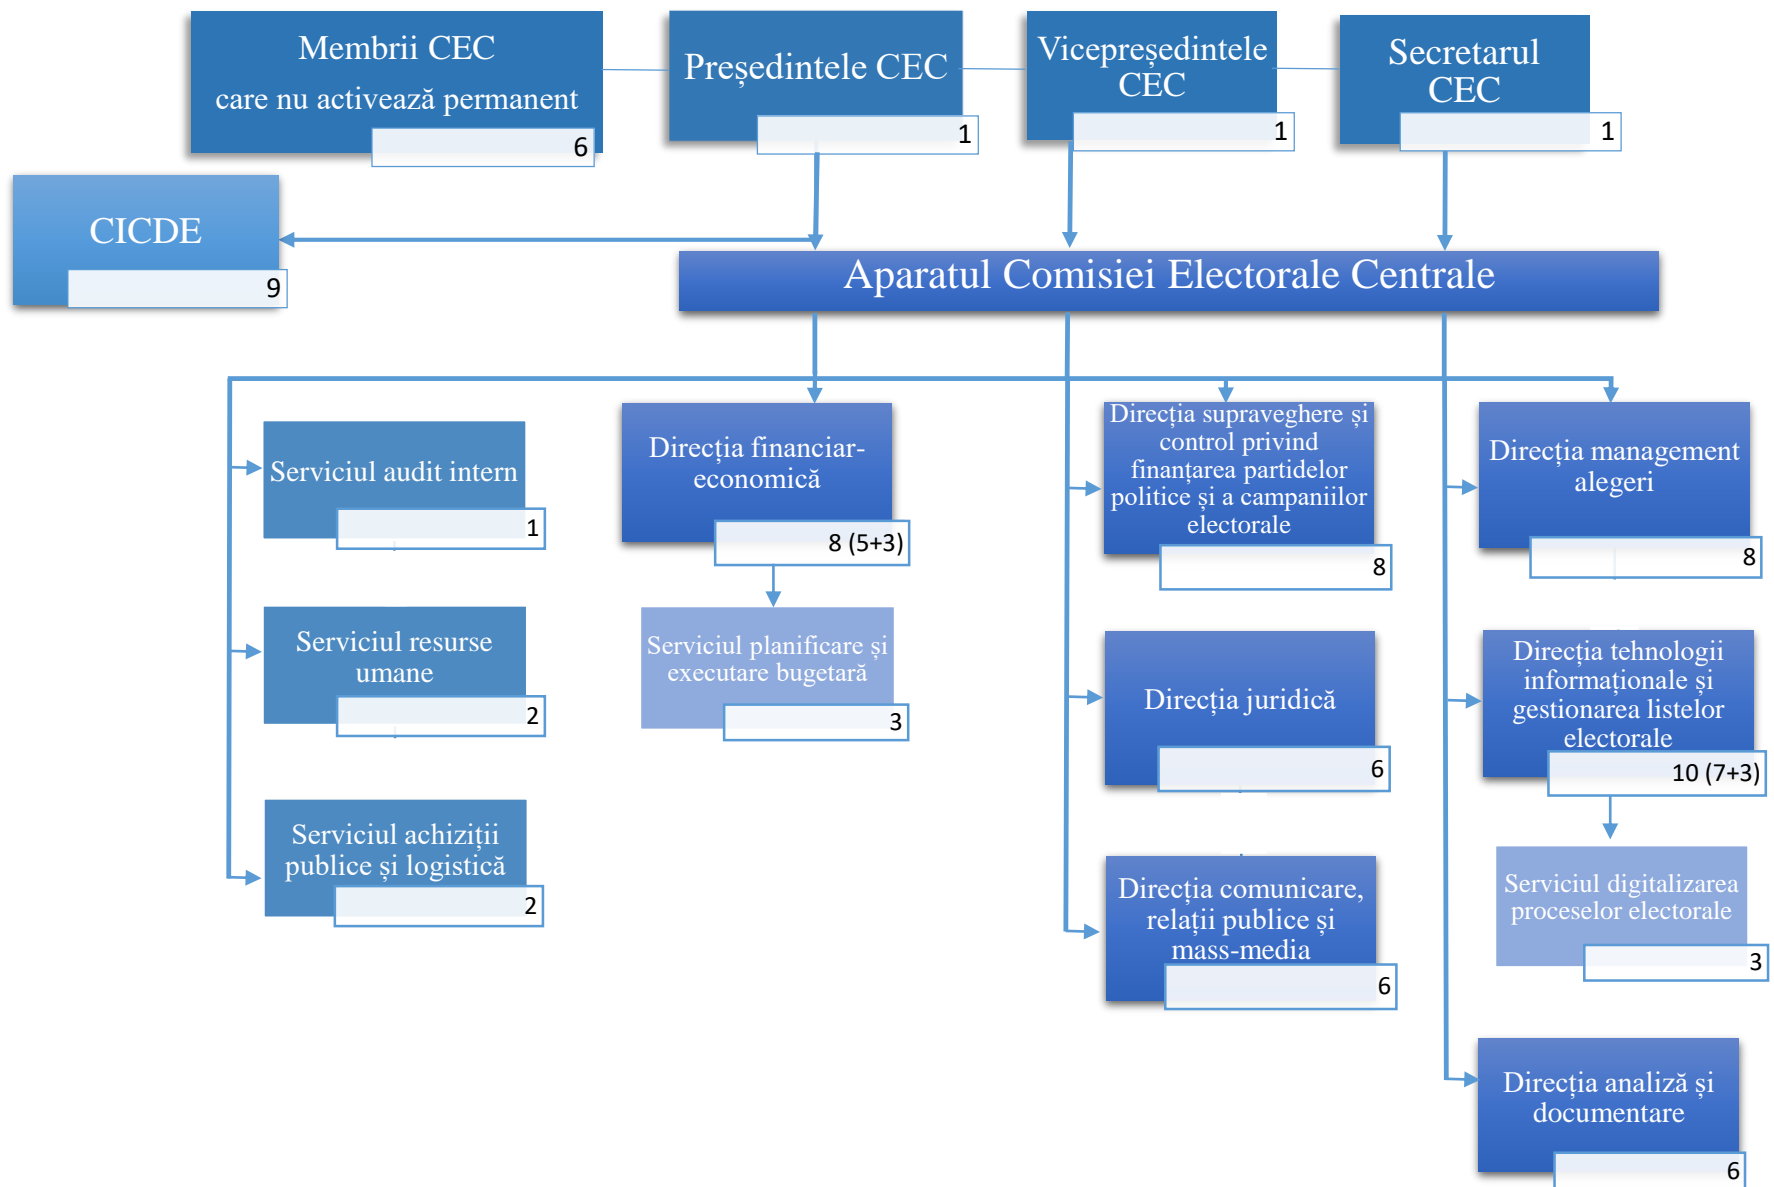 Membrii CEC
care nu activează permanent
6
Președintele CEC
1
Vicepreședintele
CEC
1
Secretarul
CEC
1
CICDE
9
Aparatul Comisiei Electorale Centrale
Serviciul audit intern
1
Serviciul resurse
umane
2
Serviciul achiziții
publice și logistică
2
Direcția financiar-
economică
8 (5+3)
Serviciul planificare și
executare bugetară
3
Direcția supraveghere și
control privind
finanțarea partidelor
politice și a campaniilor
electorale
8
Direcția juridică
6
Direcția comunicare,
relații publice și
mass-media
6
Direcția management
alegeri
8
Direcția tehnologii
informaționale și
gestionarea listelor
electorale
10 (7+3)
Serviciul digitalizarea
proceselor electorale
3
Direcția analiză și
documentare
6